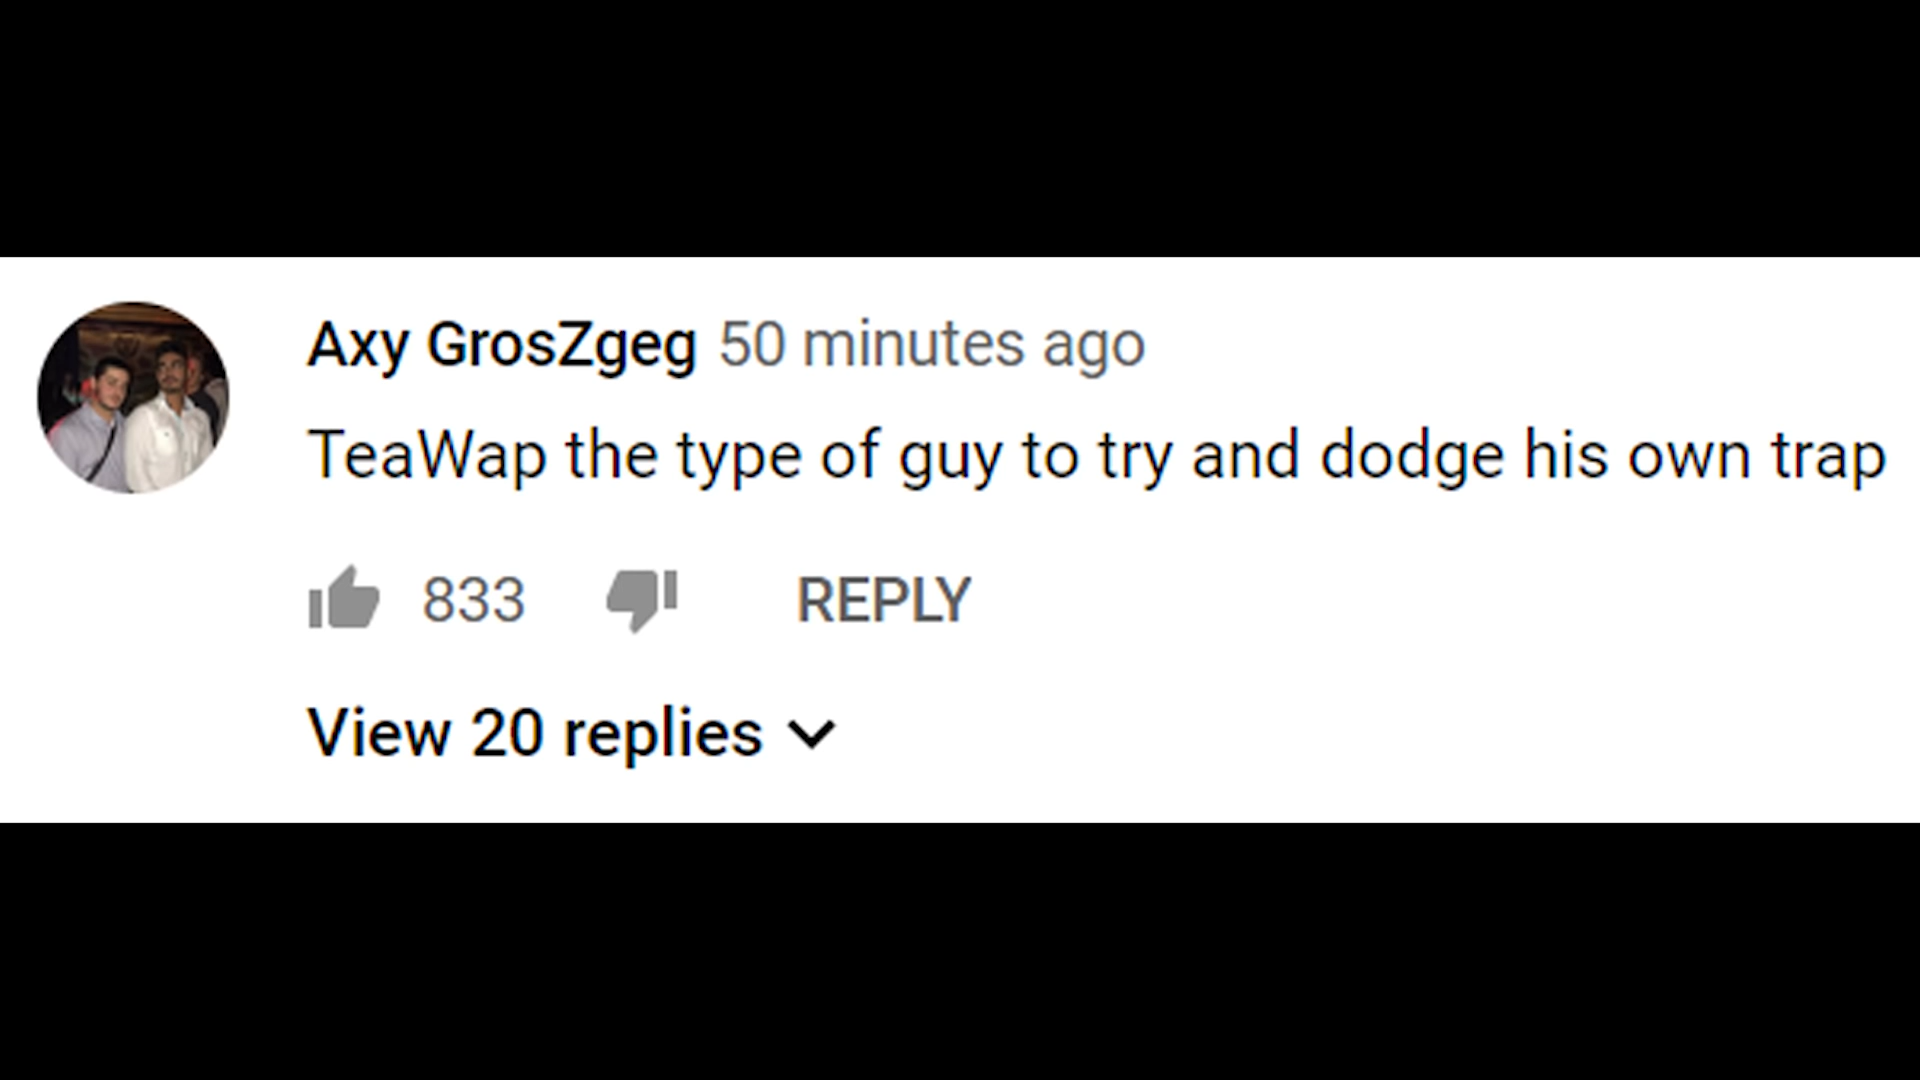 Axy GrosZgeg 50 minutes ago
TeaWap the type of guy to try and dodge his own trap
833 REPLY
View 20 replies